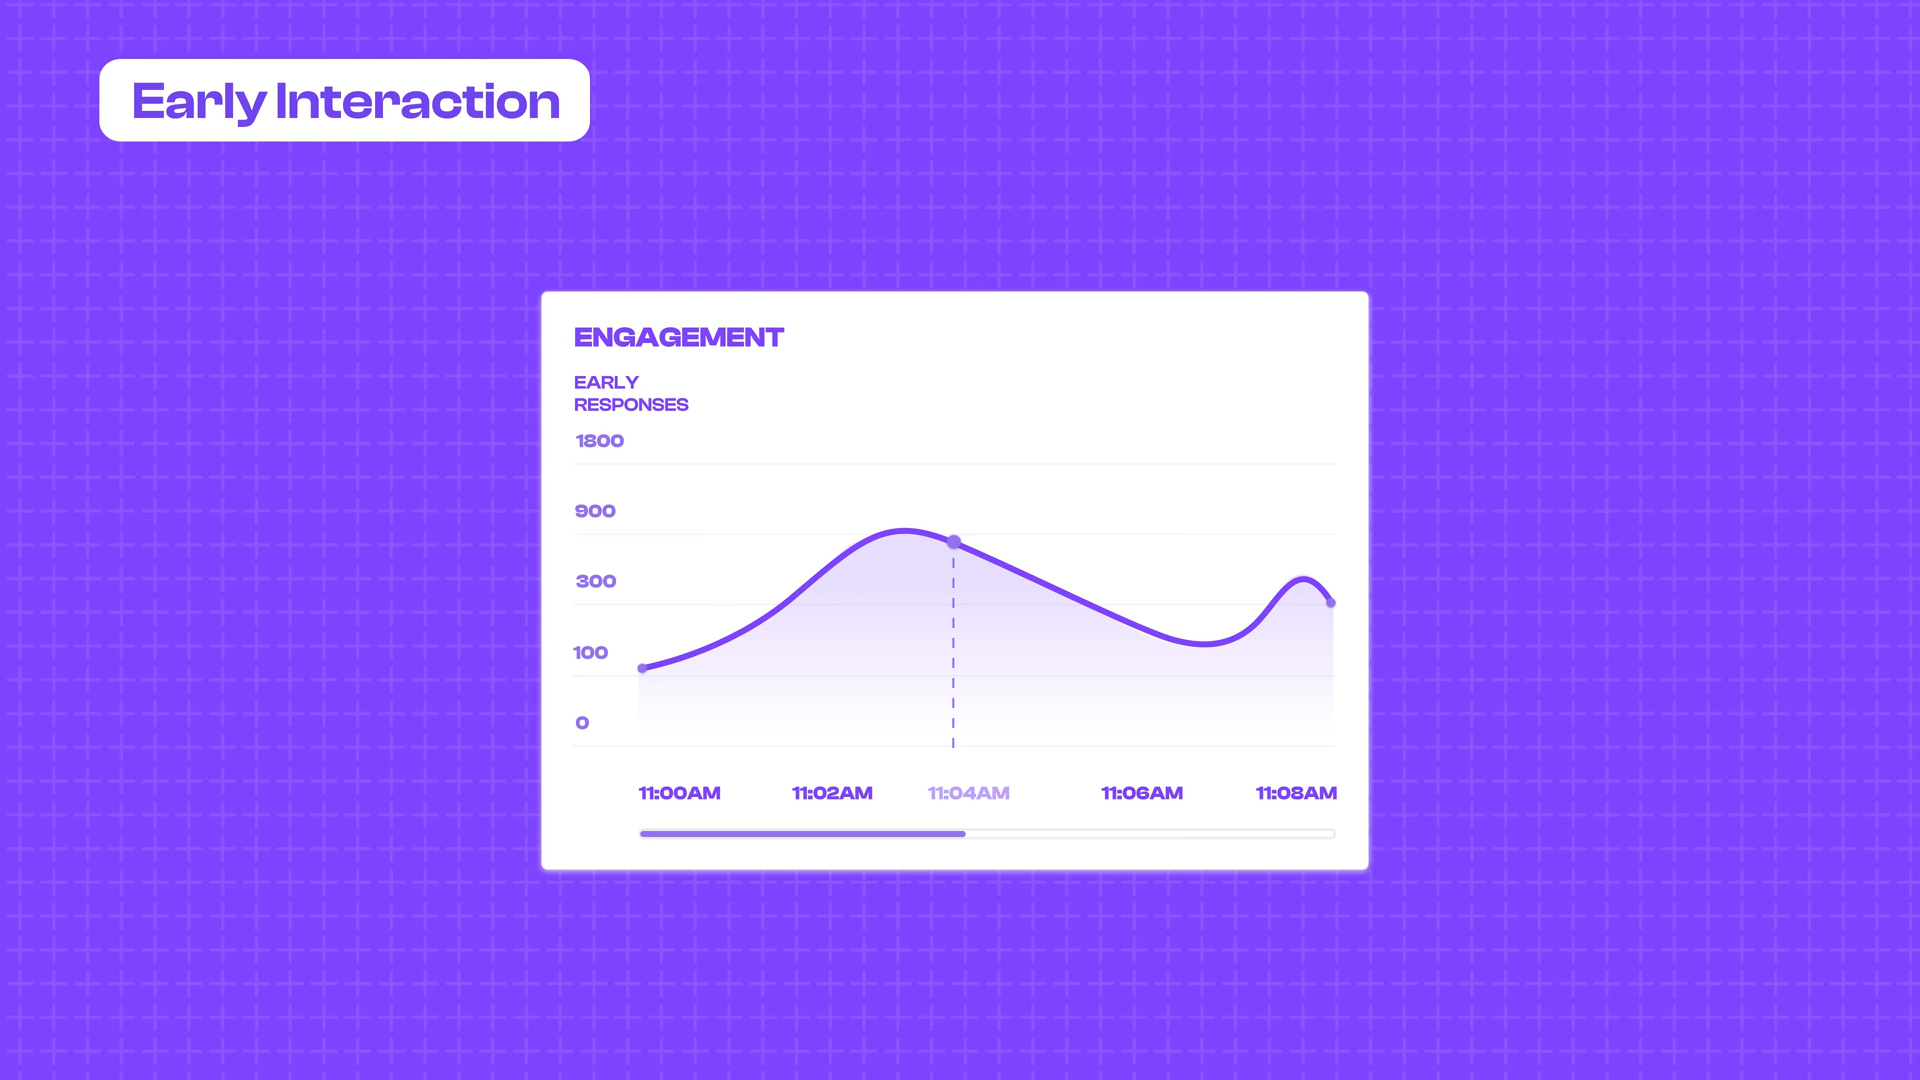 Early Interaction
ENGAGEMENT
EARLY
RESPONSES
1800
900
300
100
0
11:00AM 11:02AM 11:04AM 11:06AM 11:08AM